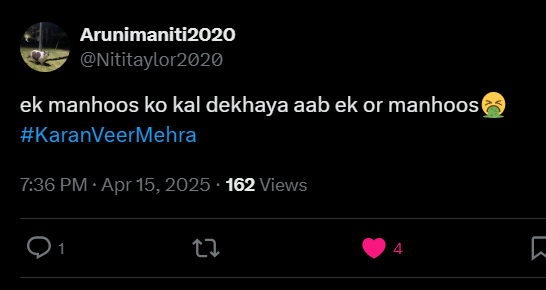 Arunimaniti2020
@Nititaylor2020
ek manhoos ko kal dekhaya aab ek or manhoos🤮
#KaranVeerMehra
7:36 PM · Apr 15, 2025 · 162 Views
1
4